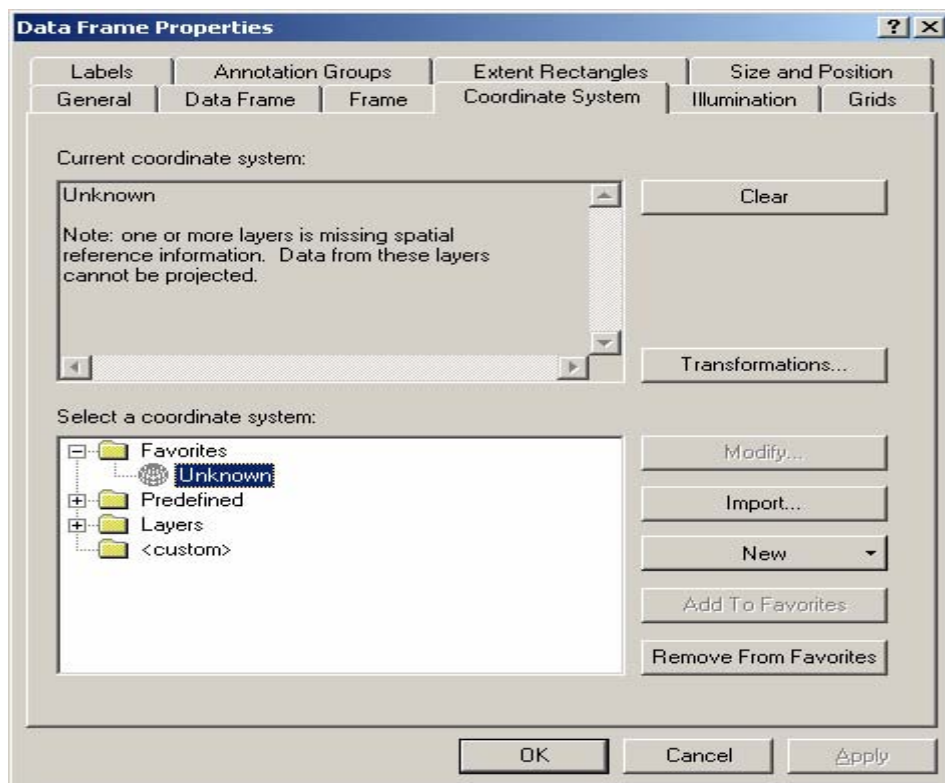 Data Frame Properties
Labels
Annotation Groups
Extent Rectangles
Size and Position
General
Data Frame
Frame
Coordinate System
Illumination
Grids
Current coordinate system:
Unknown
Note: one or more layers is missing spatial
reference information. Data from these layers
cannot be projected.
Clear
Transformations...
Select a coordinate system:
Favorites
Unknown
Predefined
Layers
<custom>
Modify...
Import...
New
Add To Favorites
Remove From Favorites
OK
Cancel
Apply